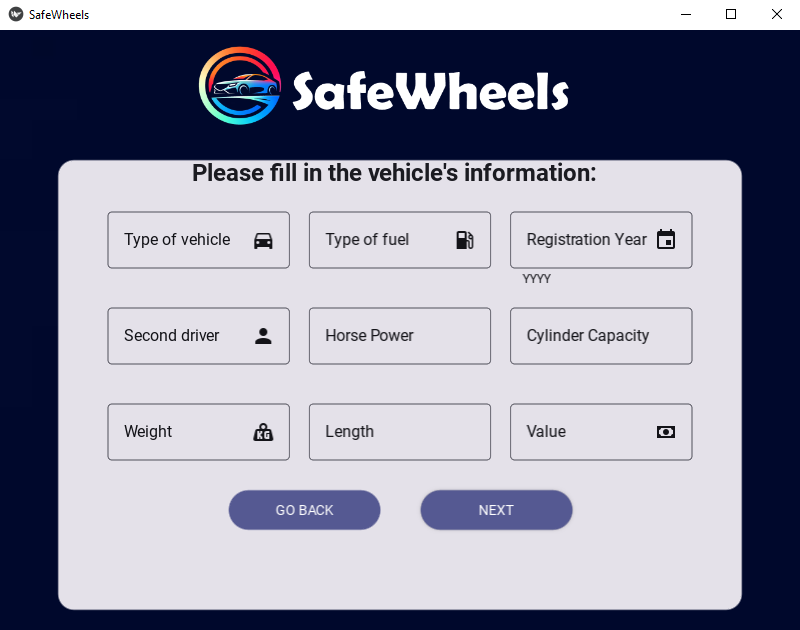 SafeWheels
SafeWheels
Please fill in the vehicle's information:
Type of vehicle
Type of fuel
Registration Year
YYYY
Second driver
Horse Power
Cylinder Capacity
Weight
KG
Length
Value
GO BACK
NEXT